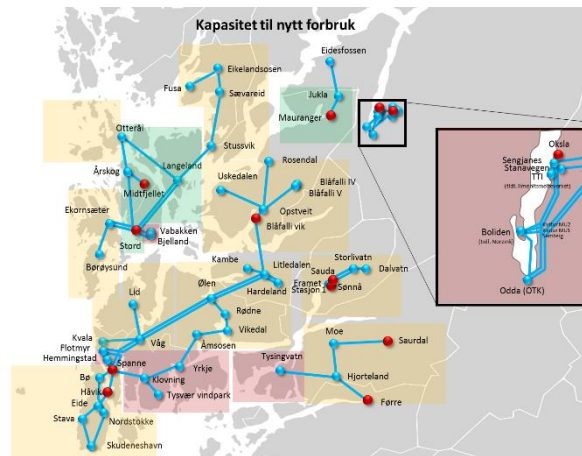 Kapasitet til nytt forbruk
Eidesfossen
Eikelandsosen
Fusa
Sævareid
Jukla
Mauranger
Otteråi
Stussvik
Langeland
Årskog
Midtfjellet
Rosendal
Uskedalen
Blåfalli IV
Blåfalli V
Ekornsæter
Opstveit
Stord
Vabakken
Bjelland
Blåfalli vik
Børøysund
Kambe
Litledalen
Storlivatn
Sauda
Dalvatn
Eramet
Sønnå
Stasjon 1
Hardeland
Ølen
Lid
Rødne
Vikedal
Kvala
Flotmyr
Hemmingstad
Våg
Åmsosen
Moe
Saurdal
Spanne
Yrkje
Tysingvatn
Bø
Klovning
Hjorteland
Håvik
Tysvær vindpark
Eide
Førre
Stava
Nordstokke
Skudeneshavn
Oksla
Sengjanes
Stanavegen
TTI
Boliden
Odda (OTK)